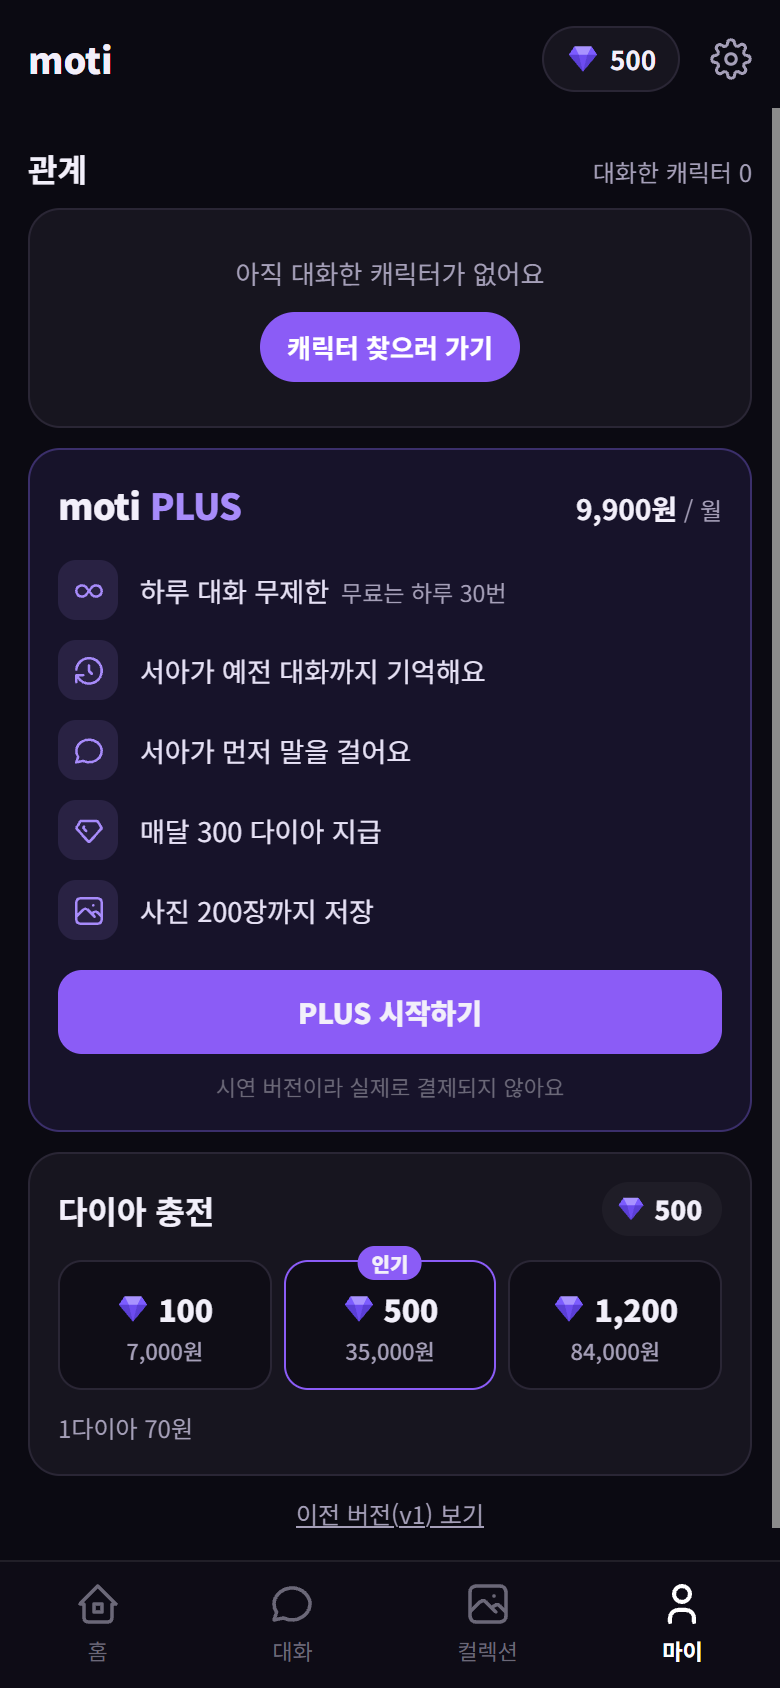 moti
500
관계
대화한 캐릭터 0
아직 대화한 캐릭터가 없어요
캐릭터 찾으러 가기
moti PLUS
9,900원 / 월
하루 대화 무제한 무료는 하루 30번
서아가 예전 대화까지 기억해요
서아가 먼저 말을 걸어요
매달 300 다이아 지급
사진 200장까지 저장
PLUS 시작하기
시연 버전이라 실제로 결제되지 않아요
다이아 충전
500
100
7,000원
인기
500
35,000원
1,200
84,000원
1다이아 70원
이전 버전(v1) 보기
홈
대화
컬렉션
마이